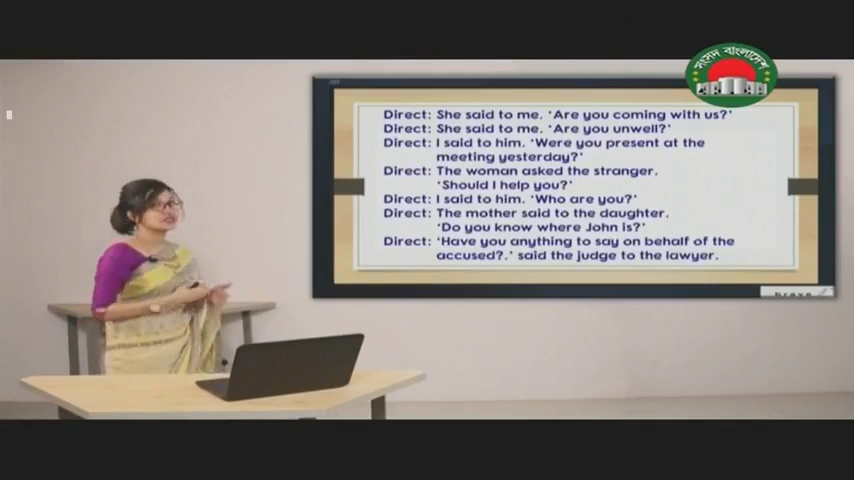 সংসদ বাংলাদেশ
Direct: She said to me, 'Are you coming with us?'
Direct: She said to me, 'Are you unwell?'
Direct: I said to him, 'Were you present at the
meeting yesterday?'
Direct: The woman asked the stranger,
'Should I help you?'
Direct: I said to him, 'Who are you?'
Direct: The mother said to the daughter,
'Do you know where John is?'
Direct: 'Have you anything to say on behalf of the
accused?,' said the judge to the lawyer.